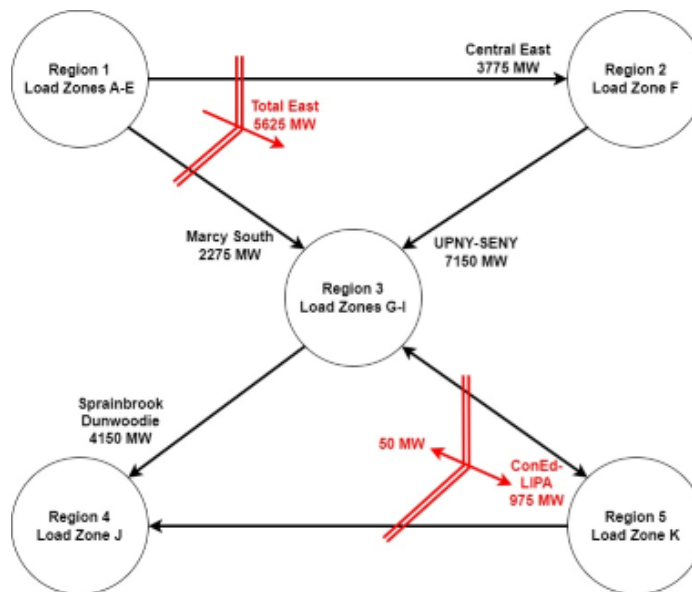 Region 1
Load Zones A-E
Central East
3775 MW
Region 2
Load Zone F
Total East
5625 MW
Marcy South
2275 MW
UPNY-SENY
7150 MW
Region 3
Load Zones G-I
Sprainbrook
Dunwoodie
4150 MW
50 MW
ConEd-
LIPA
975 MW
Region 4
Load Zone J
Region 5
Load Zone K